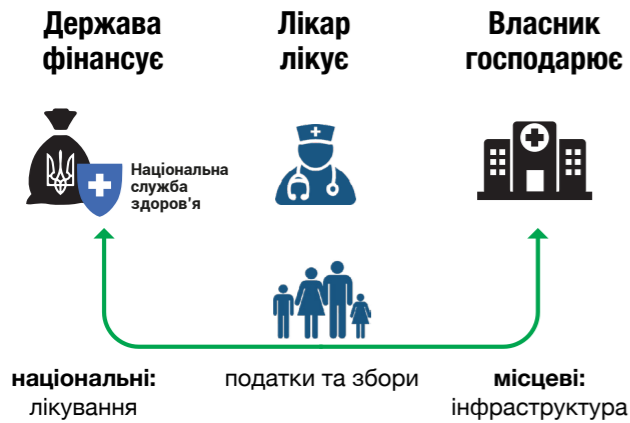 Держава
фінансує
Лікар
лікує
Власник
господарює
Національна
служба
здоров'я
національні:
лікування
податки та збори
місцеві:
інфраструктура